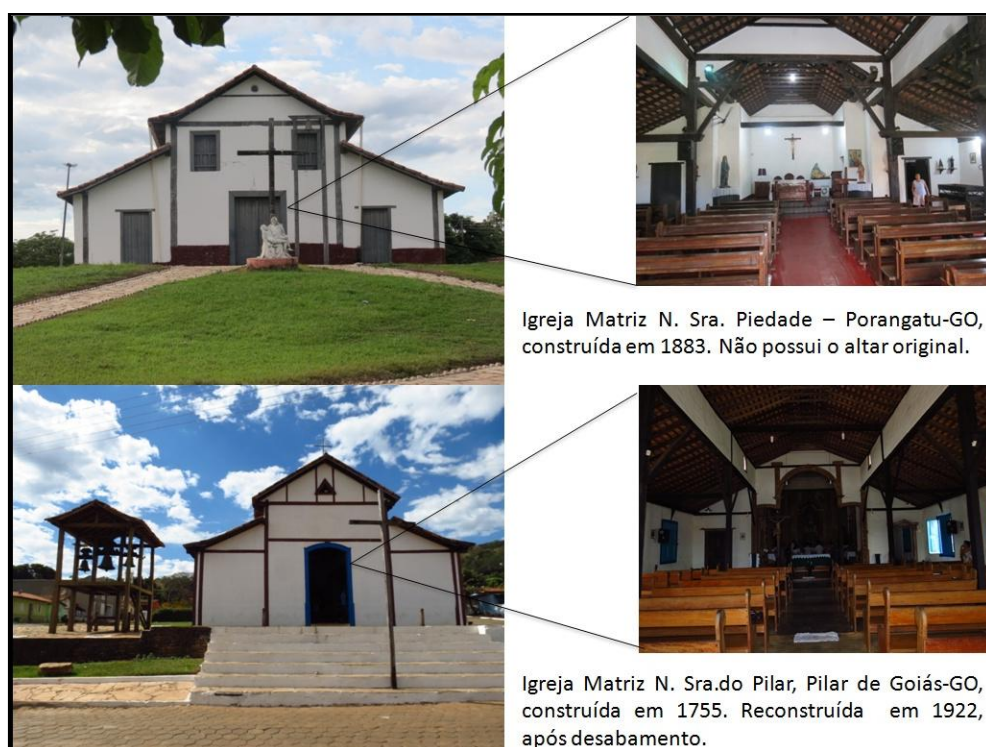 Igreja Matriz N. Sra. Piedade – Porangatu-GO,
construída em 1883. Não possui o altar original.
Igreja Matriz N. Sra.do Pilar, Pilar de Goiás-GO,
construída em 1755. Reconstruída em 1922,
após desabamento.